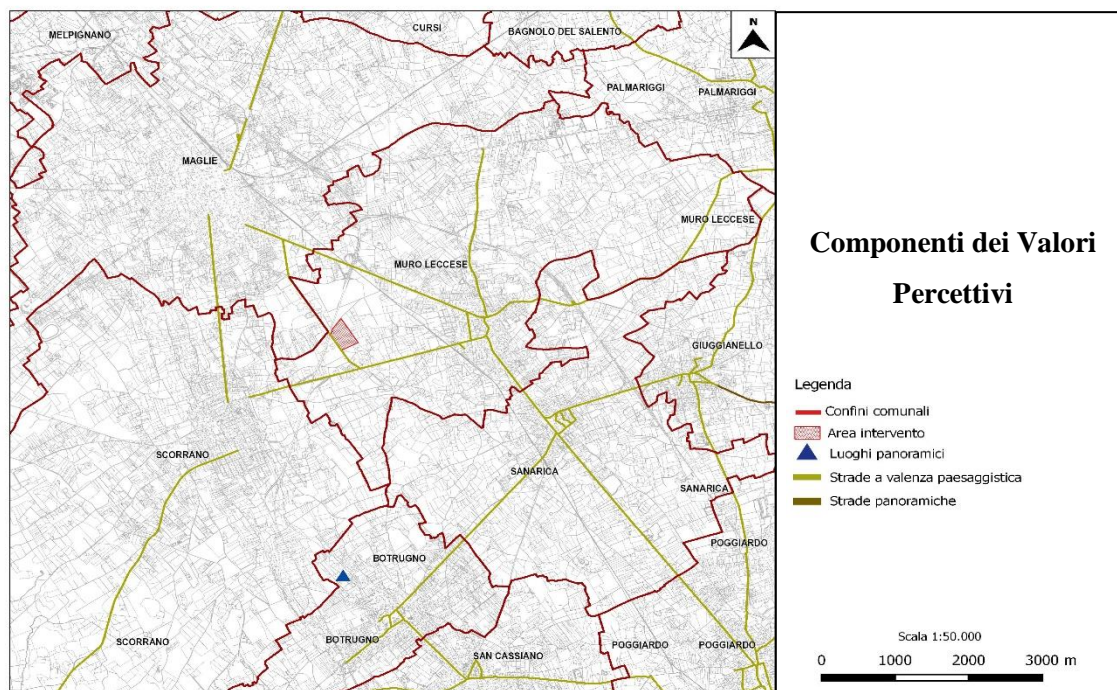 MELPIGNANO
CURSI
BAGNOLO DEL SALENTO
N
PALMARIGGI
PALMARIGGI
MAGLIE
MURO LECCESE
MURO LECCESE
GIUGGIANELLO
SCORRANO
SANARICA
SANARICA
POGGIARDO
BOTRUGNO
SCORRANO
BOTRUGNO
SAN CASSIANO
POGGIARDO
POGGIARDO
Componenti dei Valori
Percettivi
Legenda
Confini comunali
Area intervento
Luoghi panoramici
Strade a valenza paesaggistica
Strade panoramiche
Scala 1:50.000
0 1000 2000 3000 m